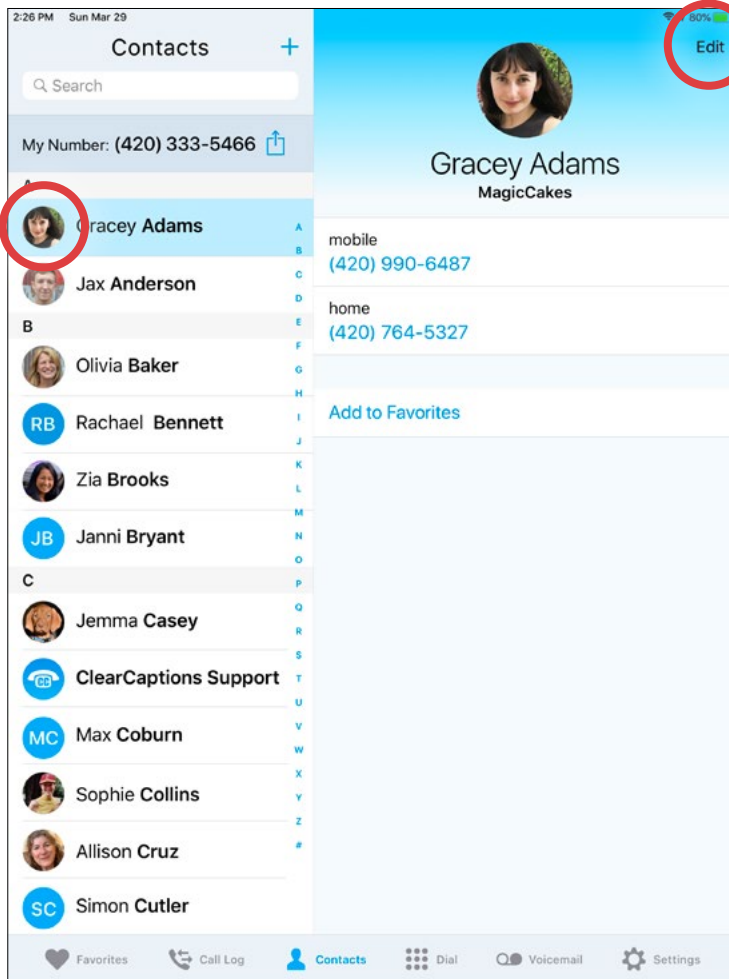 2:26 PM Sun Mar 29
80%
Contacts +
Edit
Search
My Number: (420) 333-5466
A
Gracey Adams
Jax Anderson
B
Olivia Baker
RB Rachael Bennett
Zia Brooks
JB Janni Bryant
C
Jemma Casey
CC ClearCaptions Support
MC Max Coburn
Sophie Collins
Allison Cruz
SC Simon Cutler
A
B
C
D
E
F
G
H
I
J
K
L
M
N
O
P
Q
R
S
T
U
V
W
X
Y
Z
#
Gracey Adams
MagicCakes
mobile
(420) 990-6487
home
(420) 764-5327
Add to Favorites
Favorites Call Log Contacts Dial Voicemail Settings